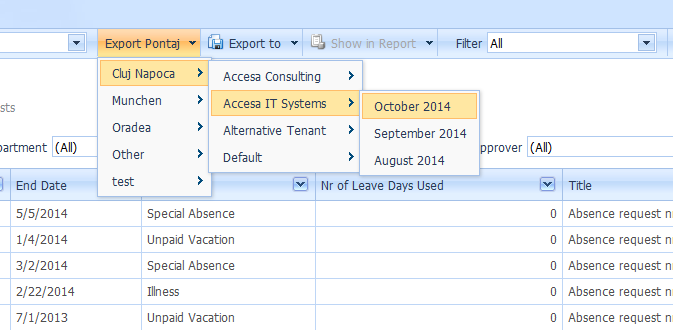 Export Pontaj Export to Show in Report Filter All
Cluj Napoca Accesa Consulting
sts Munchen Accesa IT Systems October 2014
Oradea Alternative Tenant September 2014
partment (All) Other Default August 2014 pprover (All)
test
End Date Nr of Leave Days Used Title
5/5/2014 Special Absence 0 Absence request n
1/4/2014 Unpaid Vacation 0 Absence request n
3/2/2014 Special Absence 0 Absence request n
2/22/2014 Illness 0 Absence request n
7/1/2013 Unpaid Vacation 0 Absence request n